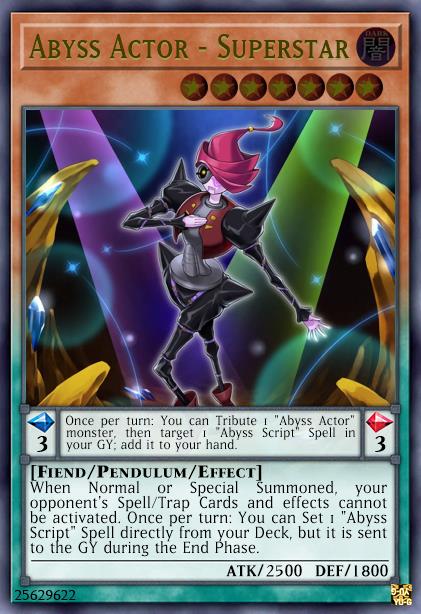 Abyss Actor - Superstar
DARK
闇
Once per turn: You can Tribute 1 "Abyss Actor"
monster, then target 1 "Abyss Script" Spell in
your GY; add it to your hand.
3
3
[Fiend/Pendulum/Effect]
When Normal or Special Summoned, your
opponent's Spell/Trap Cards and effects cannot
be activated. Once per turn: You can Set 1 "Abyss
Script" Spell directly from your Deck, but it is sent
to the GY during the End Phase.
ATK/2500 DEF/1800
25629622